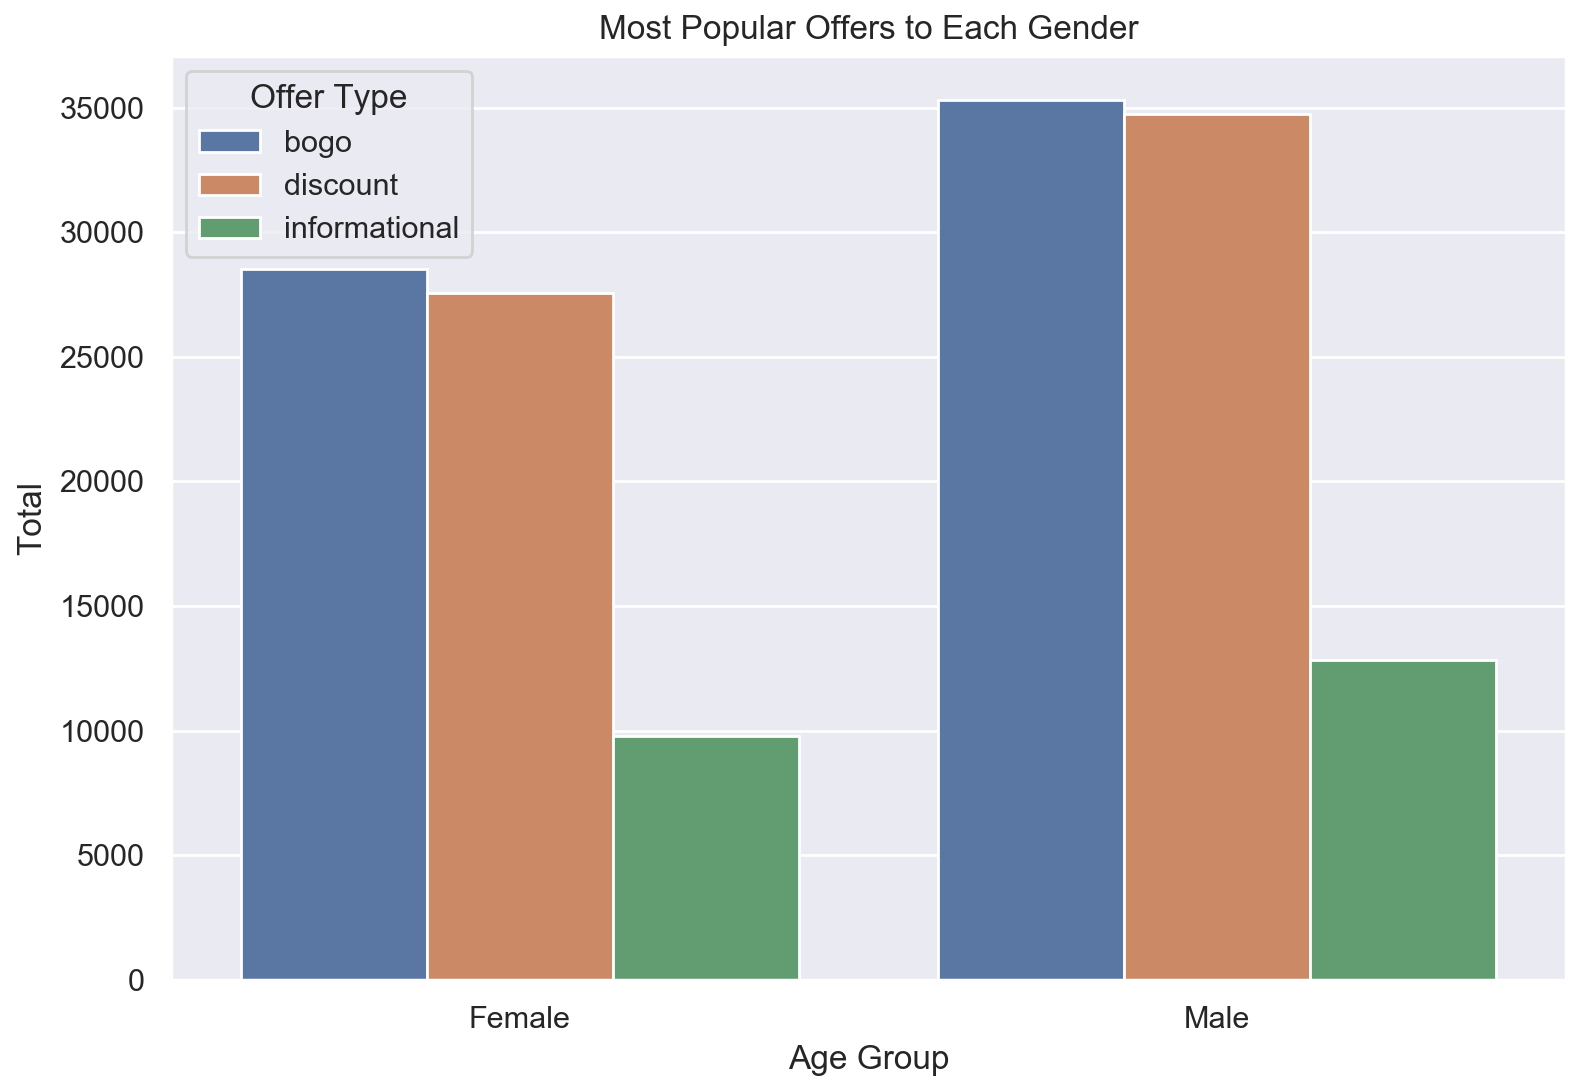 Most Popular Offers to Each Gender
Offer Type
bogo
discount
informational
35000
30000
25000
20000
15000
10000
5000
0
Total
Female
Male
Age Group